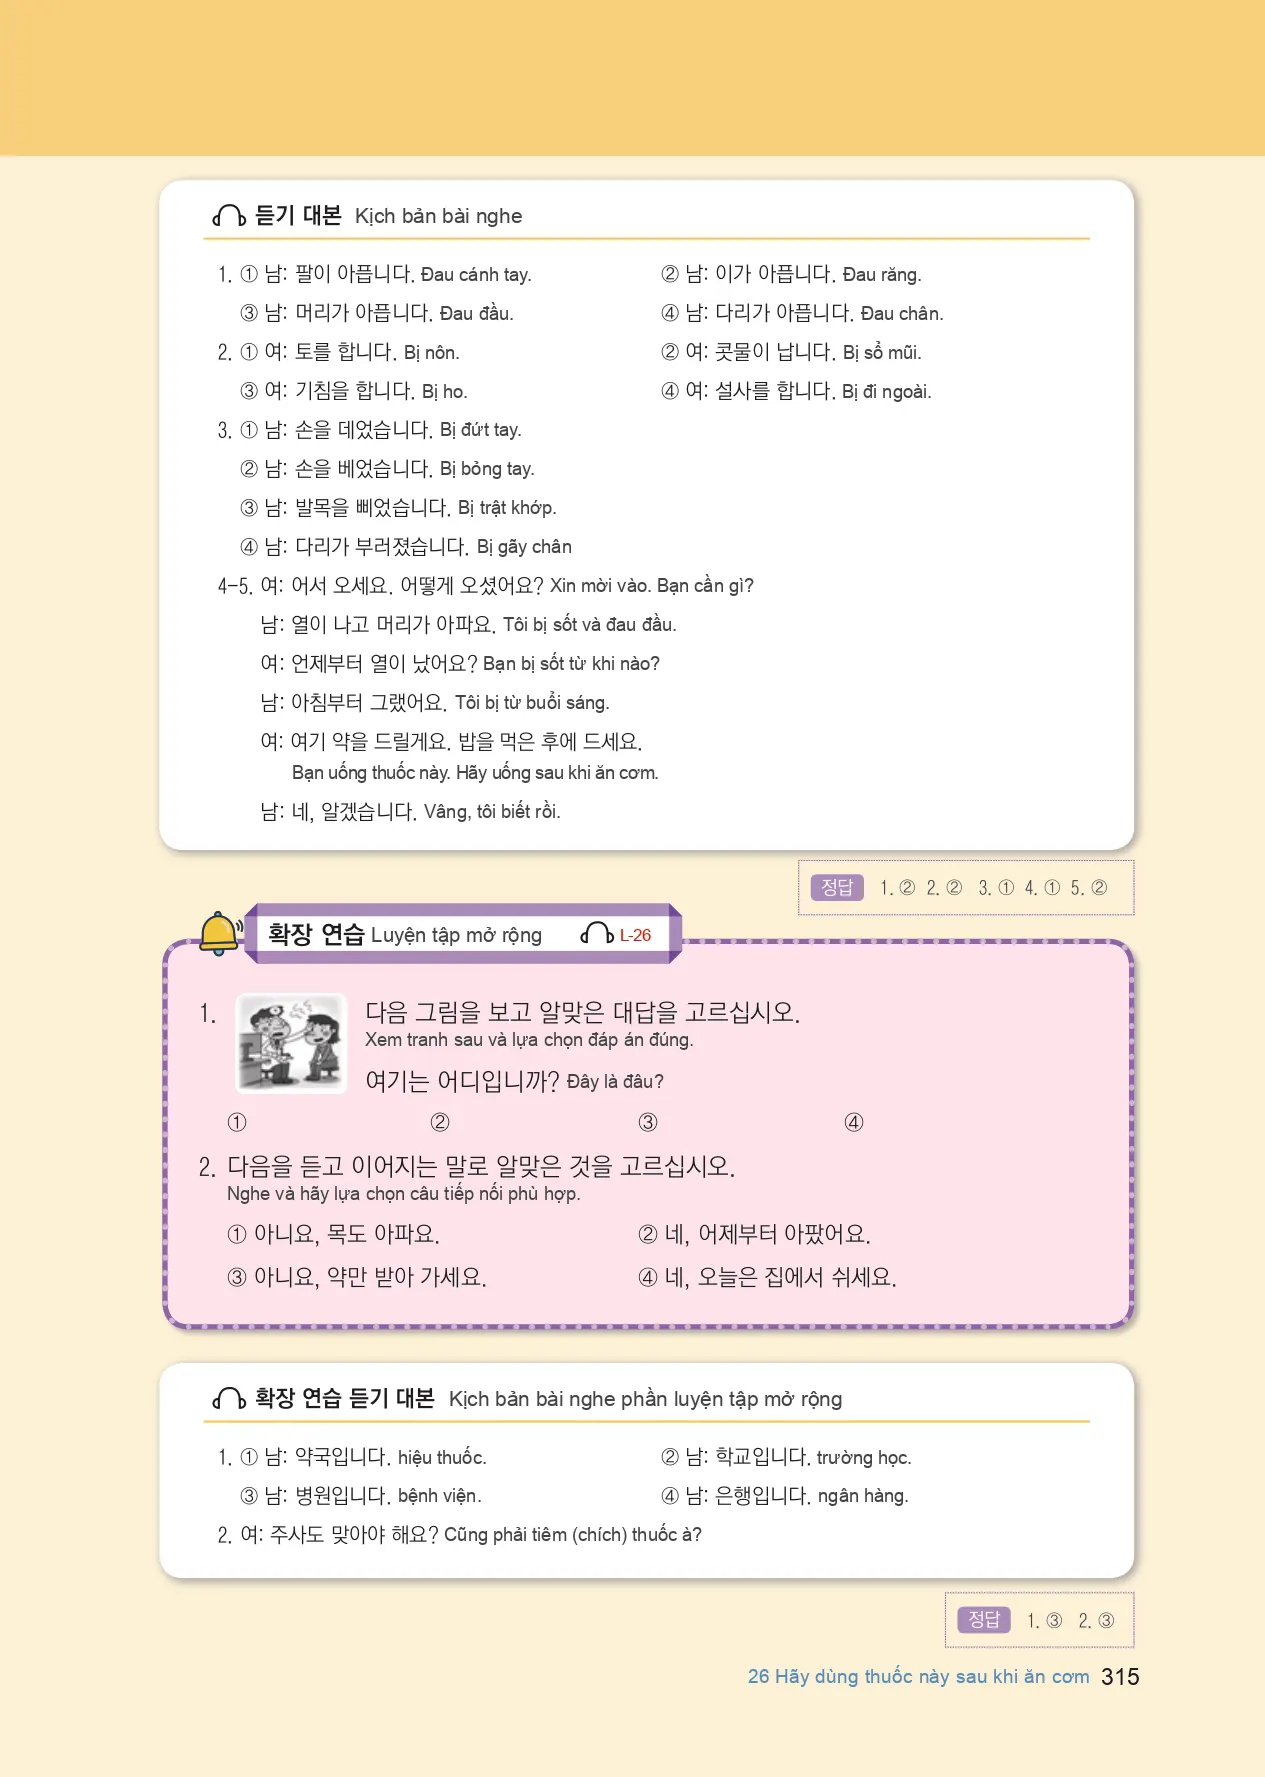 듣기 대본 Kịch bản bài nghe
1. ① 남: 팔이 아픕니다. Đau cánh tay. ② 남: 이가 아픕니다. Đau răng.
③ 남: 머리가 아픕니다. Đau đầu. ④ 남: 다리가 아픕니다. Đau chân.
2. ① 여: 토를 합니다. Bị nôn. ② 여: 콧물이 납니다. Bị sổ mũi.
③ 여: 기침을 합니다. Bị ho. ④ 여: 설사를 합니다. Bị đi ngoài.
3. ① 남: 손을 데었습니다. Bị đứt tay.
② 남: 손을 베었습니다. Bị bỏng tay.
③ 남: 발목을 삐었습니다. Bị trật khớp.
④ 남: 다리가 부러졌습니다. Bị gãy chân
4-5. 여: 어서 오세요. 어떻게 오셨어요? Xin mời vào. Bạn cần gì?
남: 열이 나고 머리가 아파요. Tôi bị sốt và đau đầu.
여: 언제부터 열이 났어요? Bạn bị sốt từ khi nào?
남: 아침부터 그랬어요. Tôi bị từ buổi sáng.
여: 여기 약을 드릴게요. 밥을 먹은 후에 드세요.
Bạn uống thuốc này. Hãy uống sau khi ăn cơm.
남: 네, 알겠습니다. Vâng, tôi biết rồi.
정답 1. ② 2. ② 3. ① 4. ① 5. ②
확장 연습 Luyện tập mở rộng L-26
1. 다음 그림을 보고 알맞은 대답을 고르십시오.
Xem tranh sau và lựa chọn đáp án đúng.
여기는 어디입니까? Đây là đâu?
① ② ③ ④
2. 다음을 듣고 이어지는 말로 알맞은 것을 고르십시오.
Nghe và hãy lựa chọn câu tiếp nối phù hợp.
① 아니요, 목도 아파요. ② 네, 어제부터 아팠어요.
③ 아니요, 약만 받아 가세요. ④ 네, 오늘은 집에서 쉬세요.
확장 연습 듣기 대본 Kịch bản bài nghe phần luyện tập mở rộng
1. ① 남: 약국입니다. hiệu thuốc. ② 남: 학교입니다. trường học.
③ 남: 병원입니다. bệnh viện. ④ 남: 은행입니다. ngân hàng.
2. 여: 주사도 맞아야 해요? Cũng phải tiêm (chích) thuốc à?
정답 1. ③ 2. ③
26 Hãy dùng thuốc này sau khi ăn cơm 315